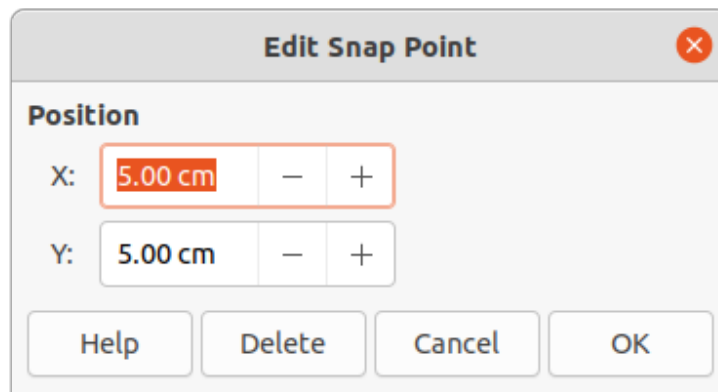 Edit Snap Point
Position
X: 5.00 cm
Y: 5.00 cm
Help Delete Cancel OK